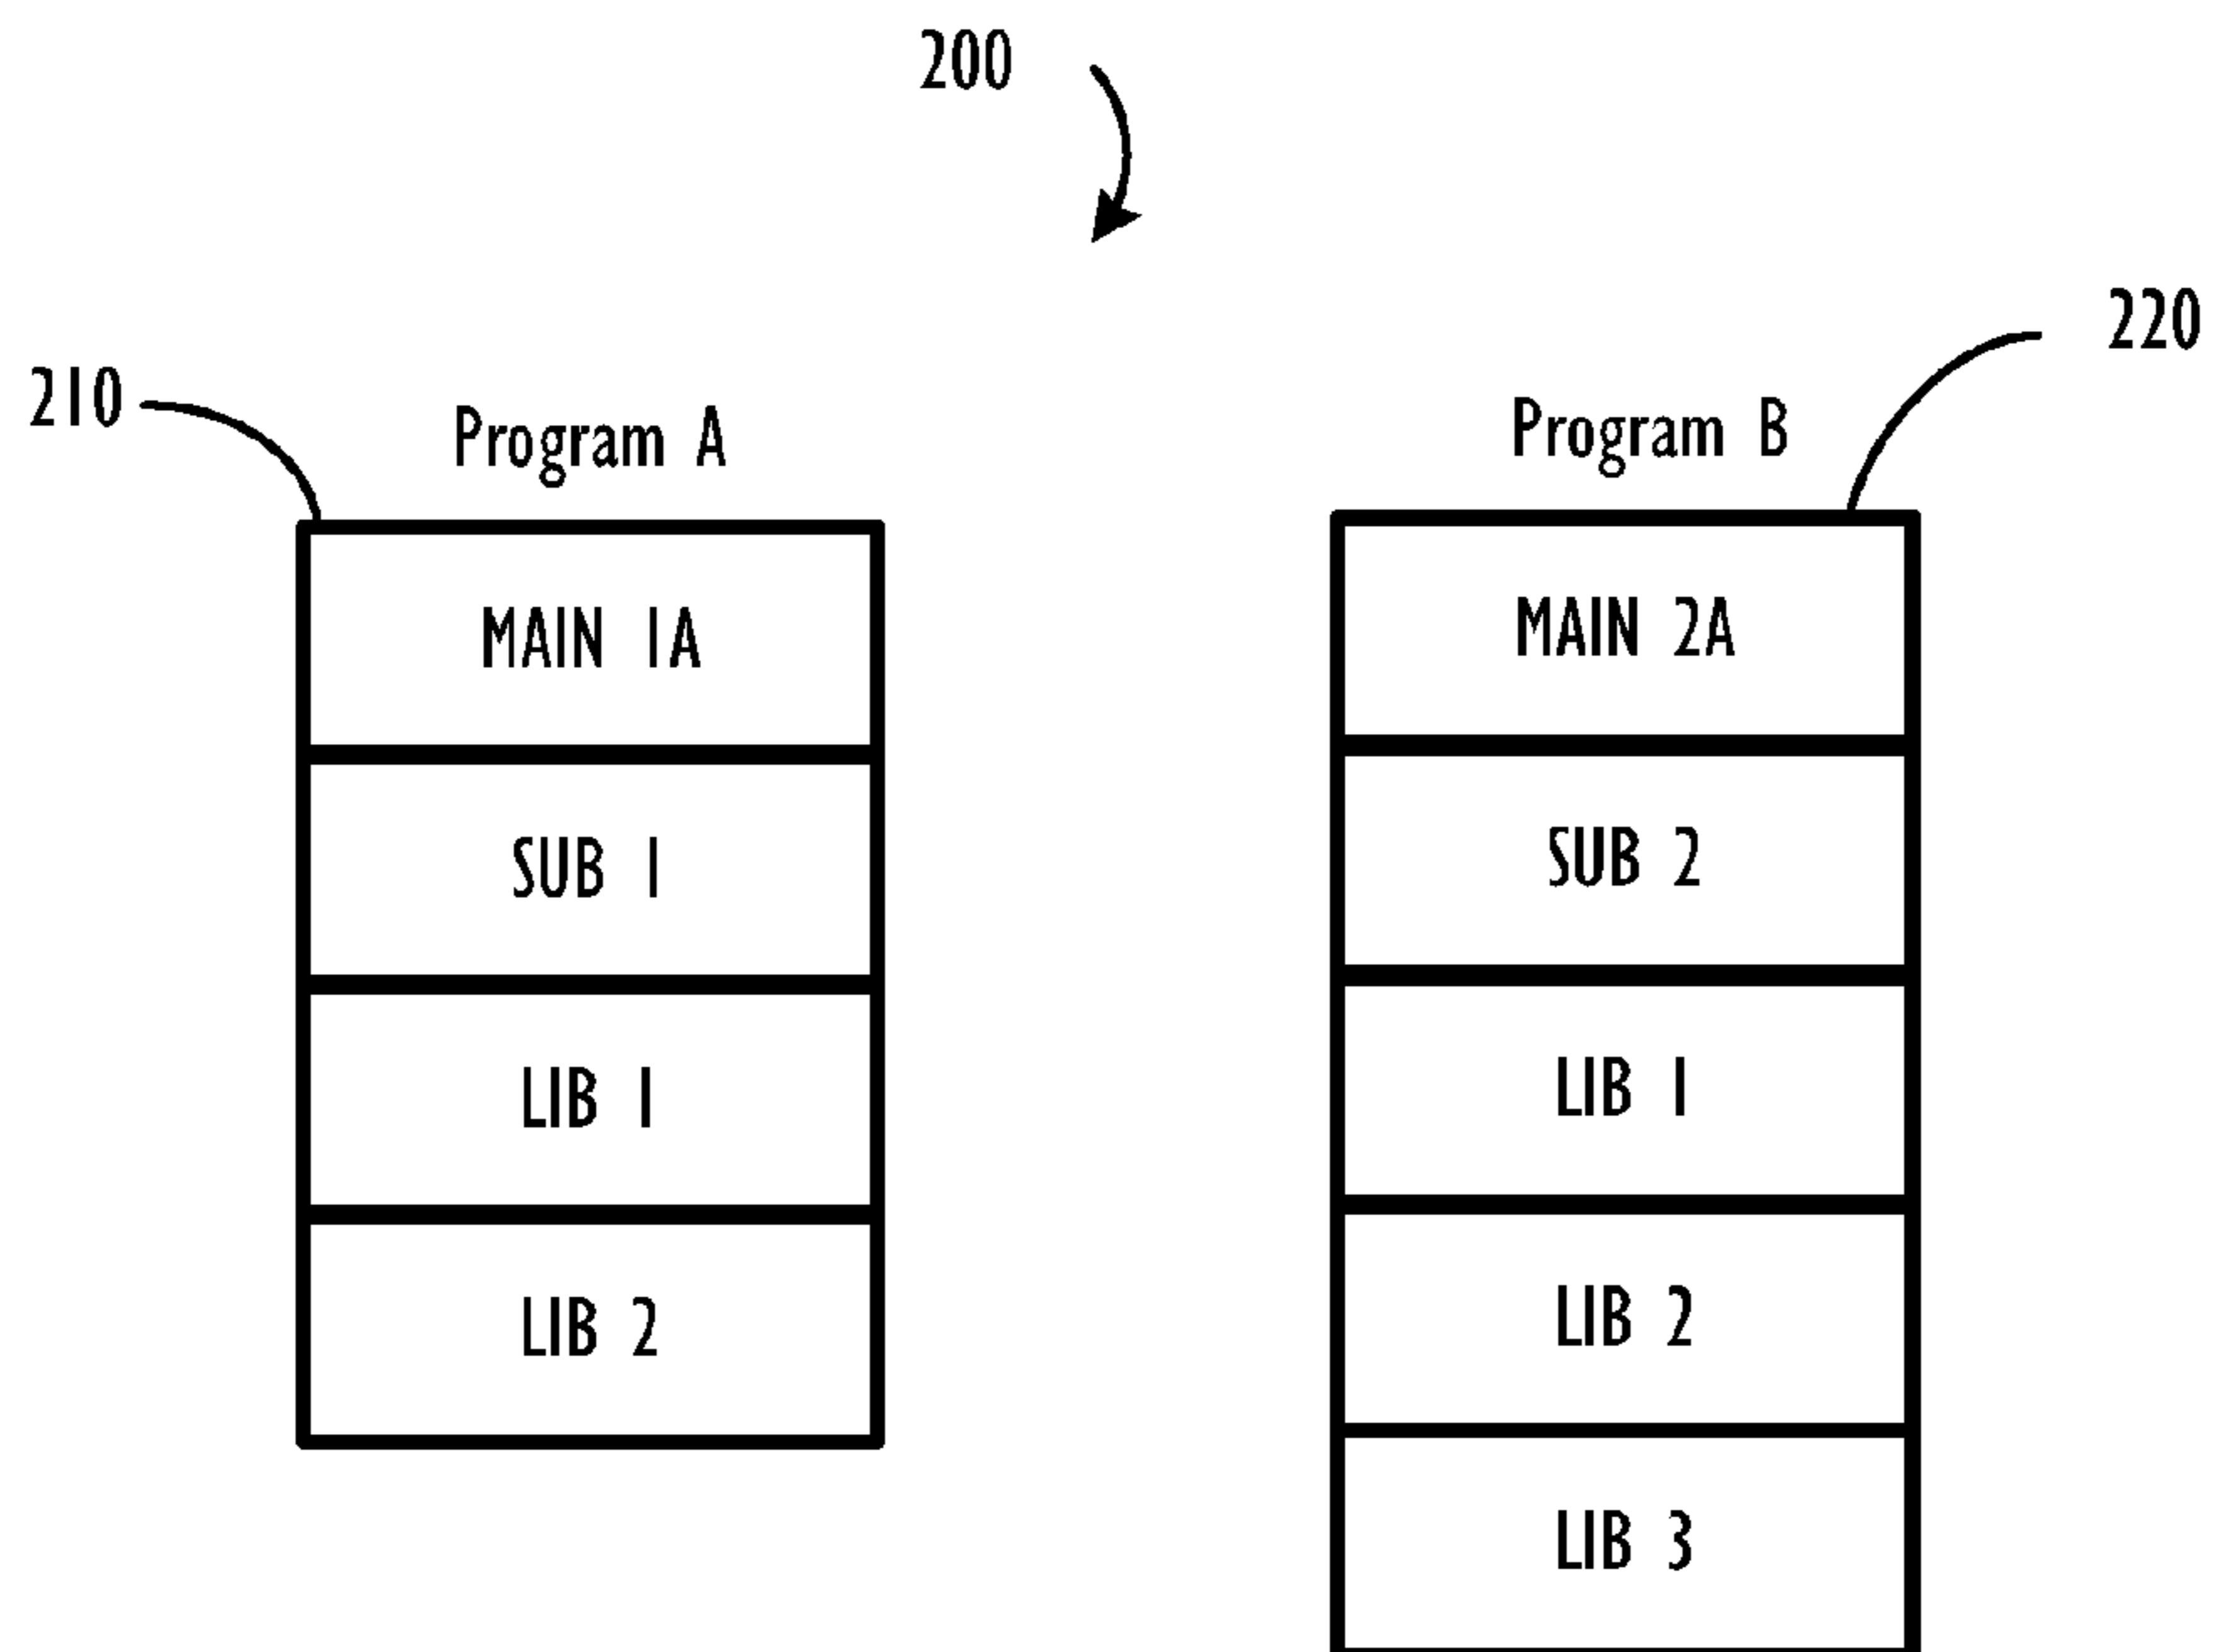 200
210
220
Program A
MAIN 1A
SUB 1
LIB 1
LIB 2
Program B
MAIN 2A
SUB 2
LIB 1
LIB 2
LIB 3